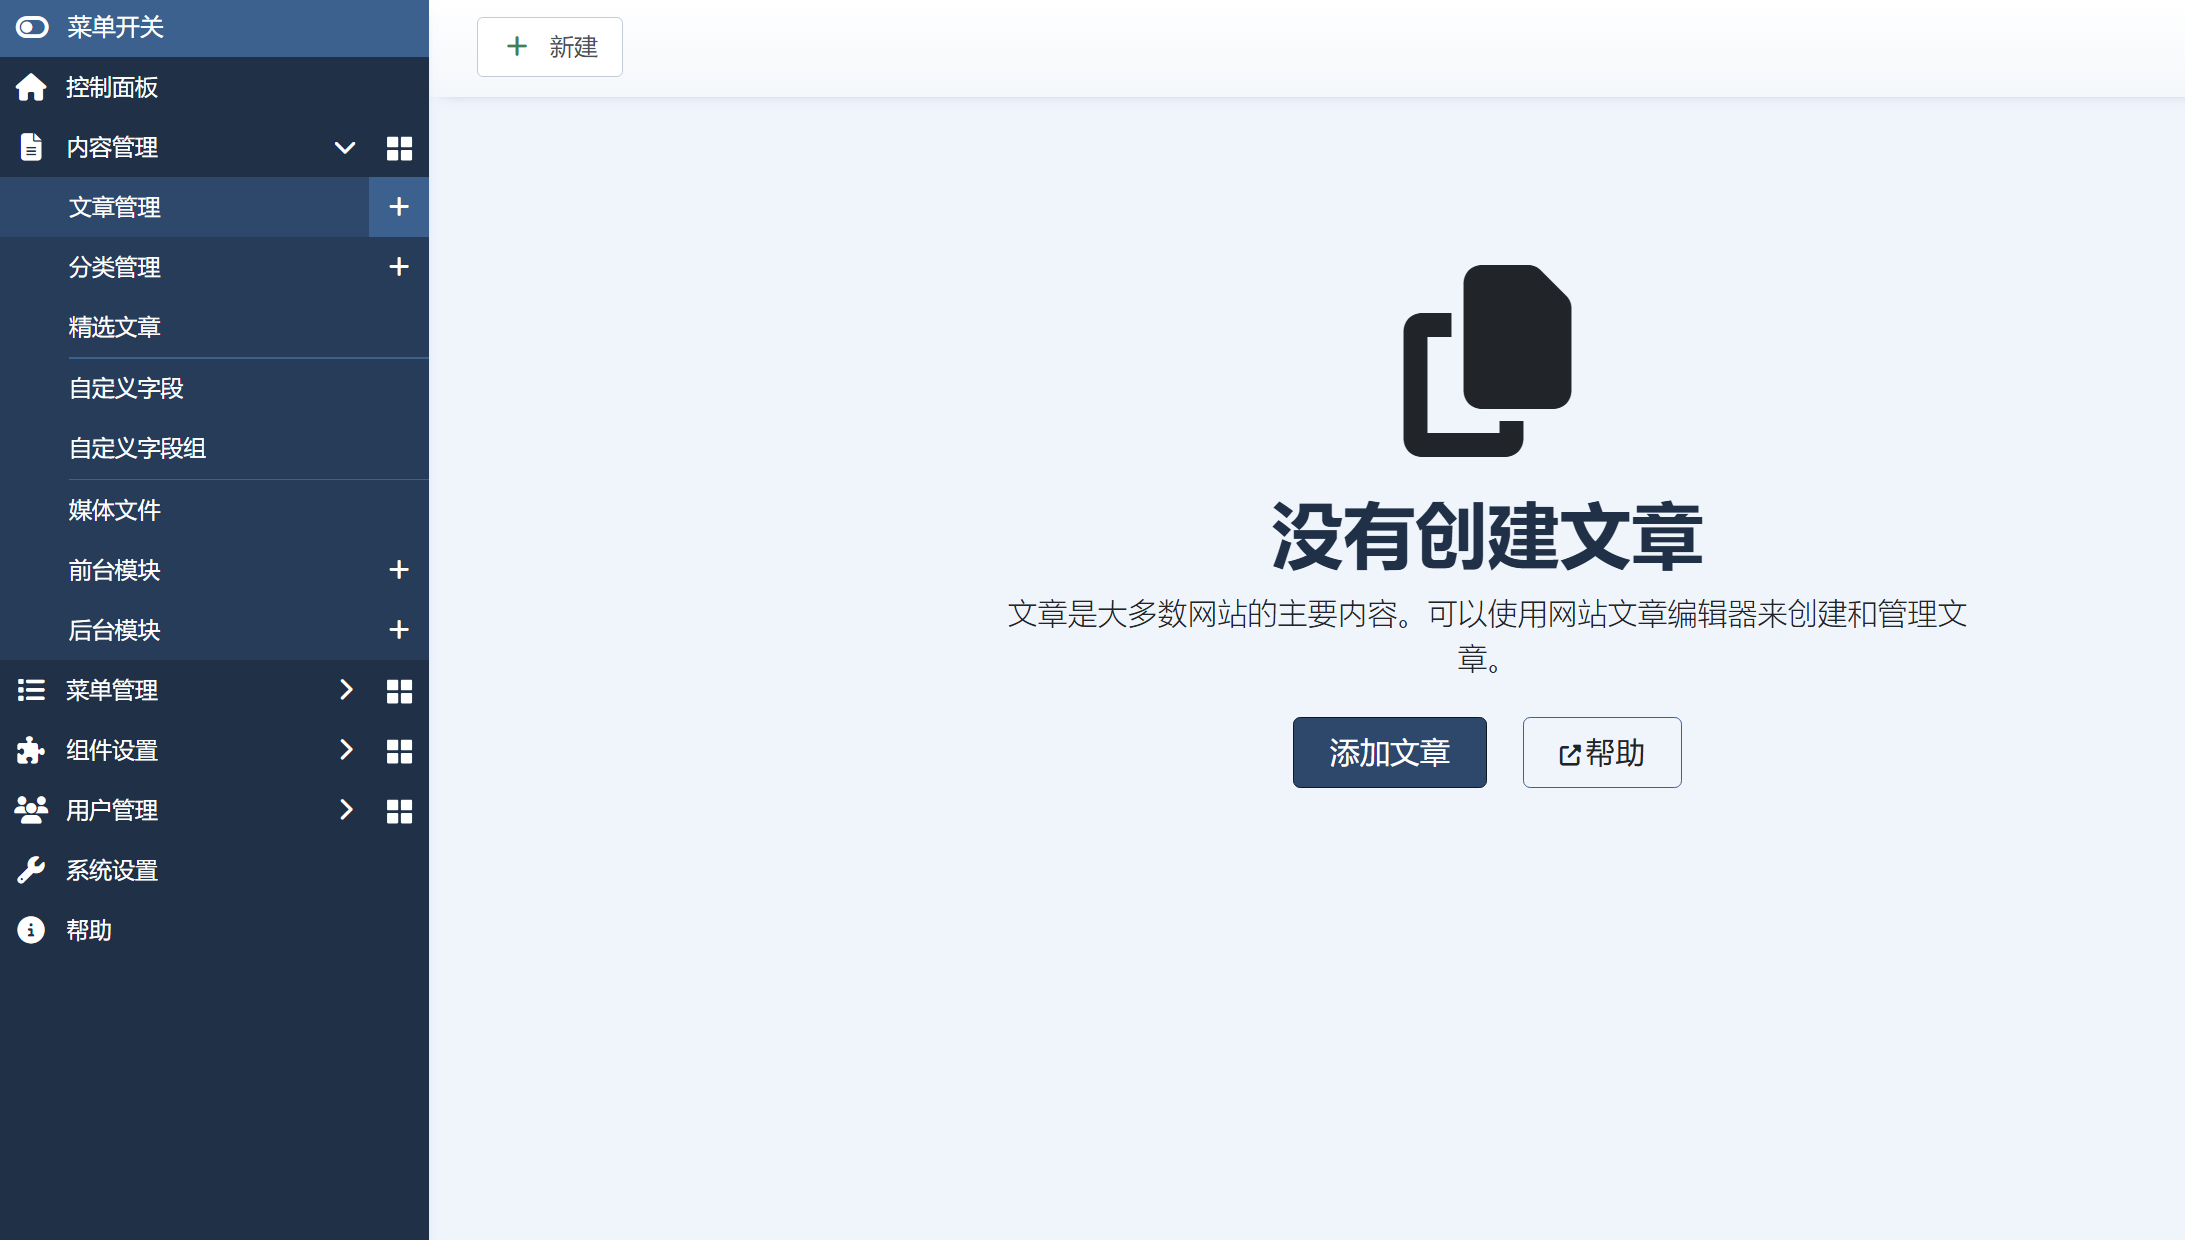 菜单开关
控制面板
内容管理
文章管理
分类管理
精选文章
自定义字段
自定义字段组
媒体文件
前台模块
后台模块
菜单管理
组件设置
用户管理
系统设置
帮助
新建
没有创建文章
文章是大多数网站的主要内容。可以使用网站文章编辑器来创建和管理文
章。
添加文章
帮助